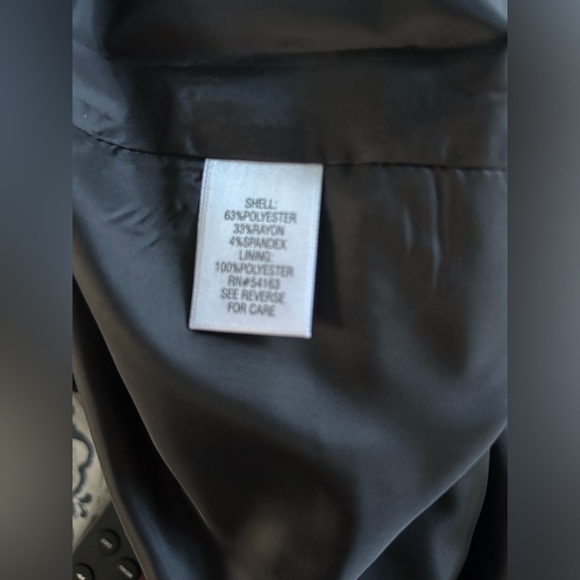 SHELL:
63%POLYESTER
33%RAYON
4%SPANDEX
LINING:
100%POLYESTER
RN#54163
SEE REVERSE
FOR CARE